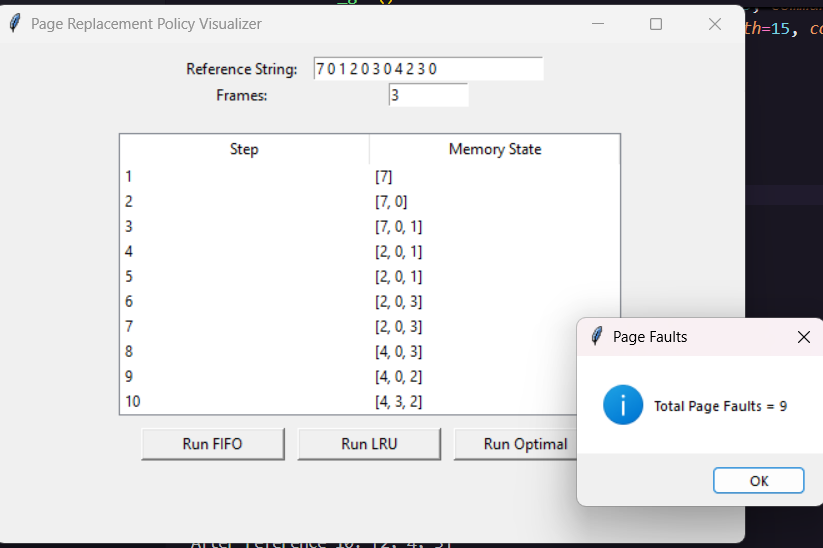 Page Replacement Policy Visualizer
th=15, co
Reference String: 7 0 1 2 0 3 0 4 2 3 0
Frames: 3
Step Memory State
1 [7]
2 [7, 0]
3 [7, 0, 1]
4 [2, 0, 1]
5 [2, 0, 1]
6 [2, 0, 3]
7 [2, 0, 3]
8 [4, 0, 3]
9 [4, 0, 2]
10 [4, 3, 2]
Page Faults
Total Page Faults = 9
OK
Run FIFO Run LRU Run Optimal
After reference 10: [2, 4, 3]